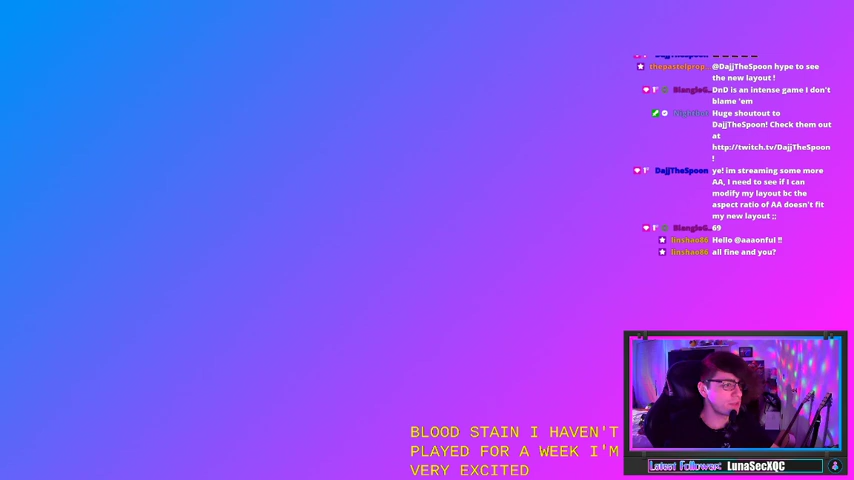 @DajjTheSpoon hype to see
the new layout !
DnD is an intense game I don't
blame 'em
Huge shoutout to
DajjTheSpoon! Check them out
at
http://twitch.tv/DajjTheSpoon
!
DajjTheSpoon ye! im streaming some more
AA, I need to see if I can
modify my layout bc the
aspect ratio of AA doesn't fit
my new layout ;;
69
linshao86 Hello @aaaonful !!
linshao86 all fine and you?
BLOOD STAIN I HAVEN'T
PLAYED FOR A WEEK I'M
VERY EXCITED
Latest Follower: LunaSecXQC